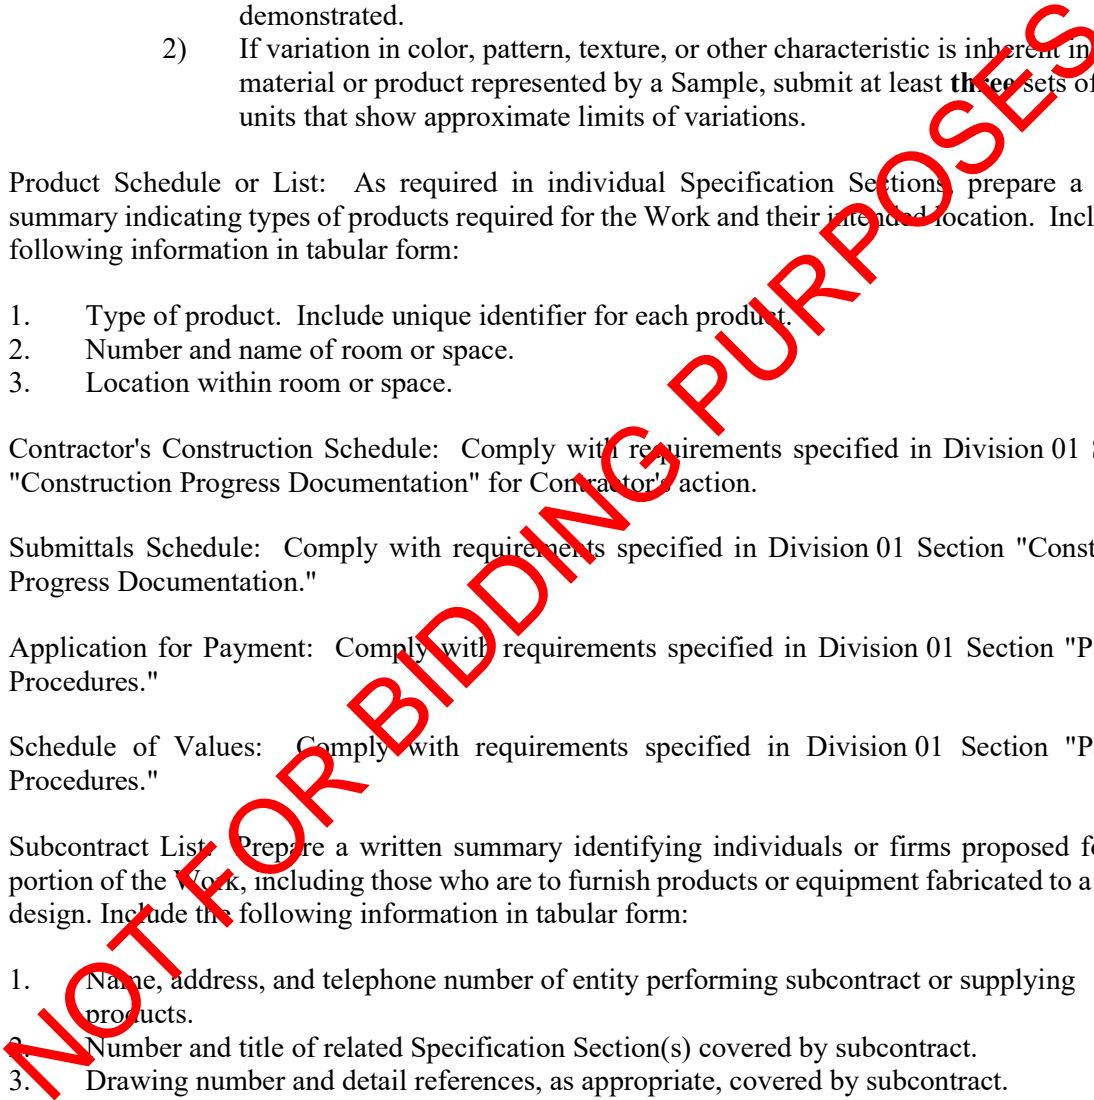 demonstrated.
2) If variation in color, pattern, texture, or other characteristic is inherent in
material or product represented by a Sample, submit at least three sets of
units that show approximate limits of variations.
Product Schedule or List: As required in individual Specification Sections, prepare a
summary indicating types of products required for the Work and their intended location. Incl
following information in tabular form:
1. Type of product. Include unique identifier for each product.
2. Number and name of room or space.
3. Location within room or space.
Contractor's Construction Schedule: Comply with requirements specified in Division 01 S
"Construction Progress Documentation" for Contractor's action.
Submittals Schedule: Comply with requirements specified in Division 01 Section "Const
Progress Documentation."
Application for Payment: Comply with requirements specified in Division 01 Section "P
Procedures."
Schedule of Values: Comply with requirements specified in Division 01 Section "P
Procedures."
Subcontract List: Prepare a written summary identifying individuals or firms proposed f
portion of the Work, including those who are to furnish products or equipment fabricated to a
design. Include the following information in tabular form:
1. Name, address, and telephone number of entity performing subcontract or supplying
products.
2. Number and title of related Specification Section(s) covered by subcontract.
3. Drawing number and detail references, as appropriate, covered by subcontract.
NOT FOR BIDDING PURPOSES